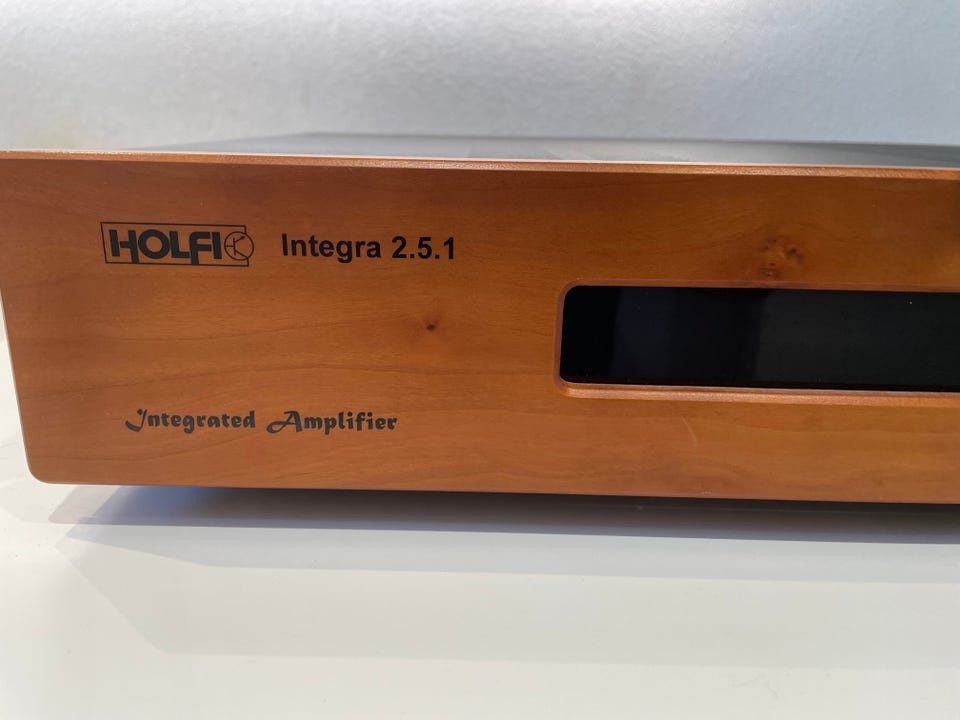 HOLFI Integra 2.5.1
Integrated Amplifier